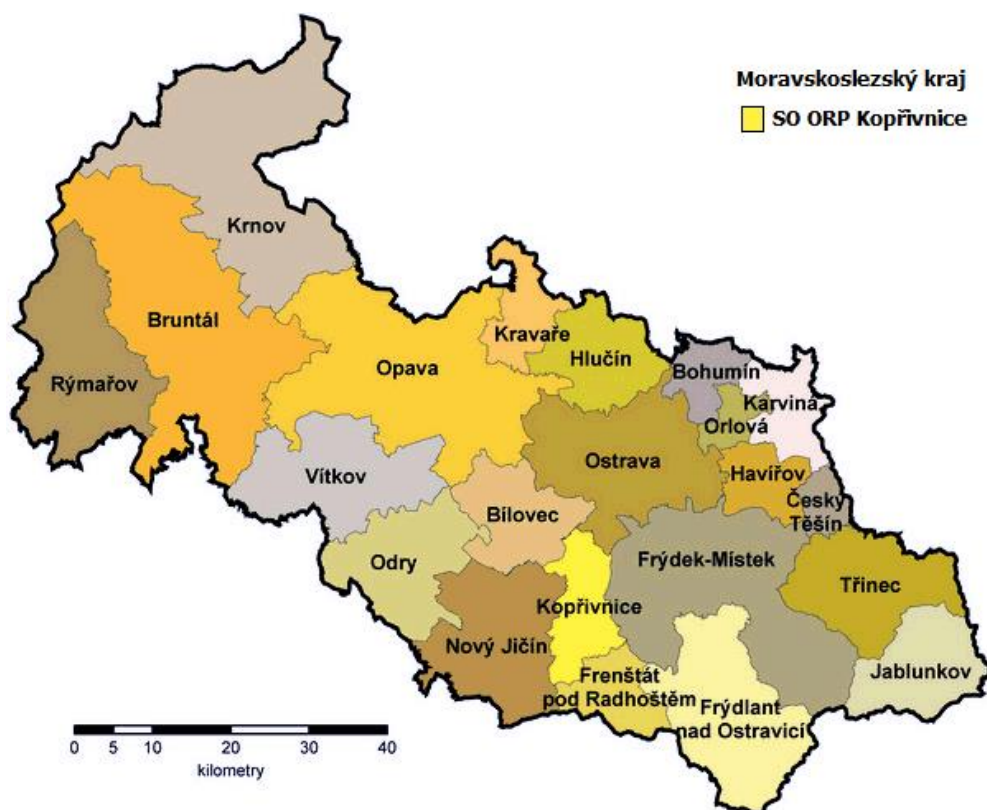 Moravskoslezský kraj
SO ORP Kopřivnice
Krnov
Bruntál
Rýmařov
Opava
Kravaře
Hlučín
Bohumín
Karviná
Orlová
Ostrava
Havířov
Český
Těšín
Vítkov
Bílovec
Odry
Frýdek-Místek
Třinec
Kopřivnice
Nový Jičín
Jablunkov
Frenštát
pod Radhoštěm
Frýdlant
nad Ostravicí
0 5 10 20 30 40
kilometry